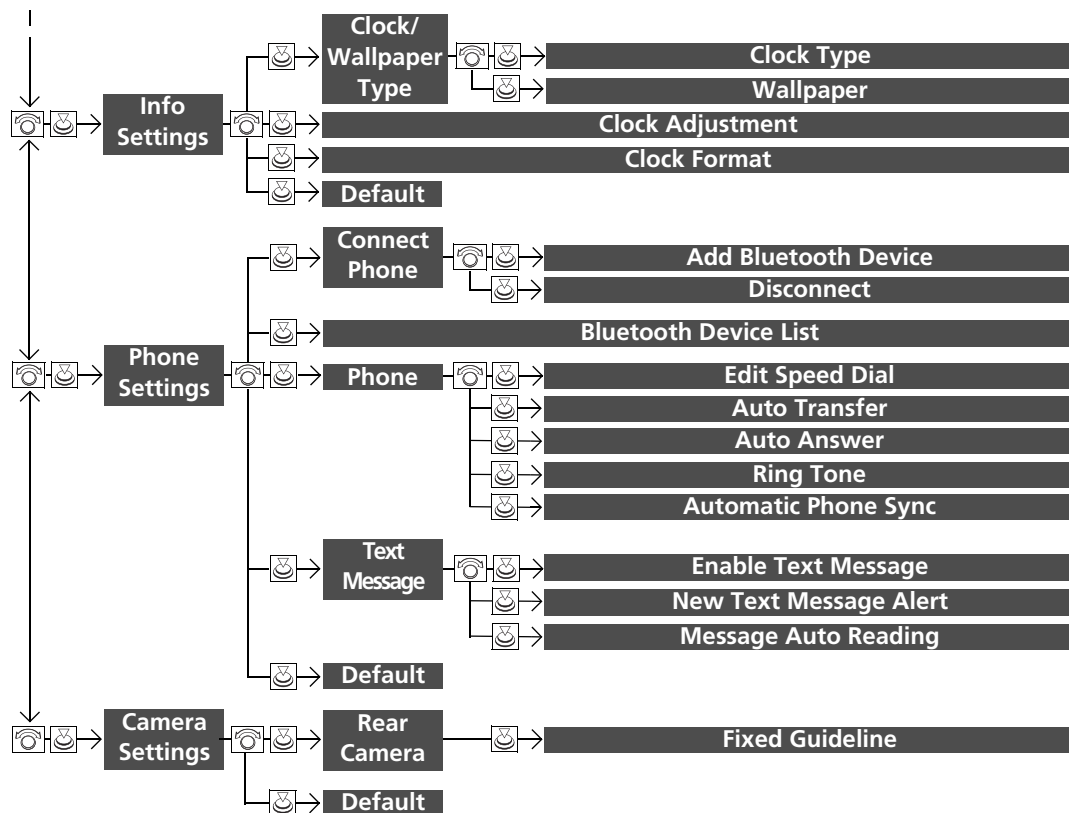 Clock/
Wallpaper
Type
Clock Type
Wallpaper
Info
Settings
Clock Adjustment
Clock Format
Default
Connect
Phone
Add Bluetooth Device
Disconnect
Bluetooth Device List
Phone
Settings
Phone
Edit Speed Dial
Auto Transfer
Auto Answer
Ring Tone
Automatic Phone Sync
Text
Message
Enable Text Message
New Text Message Alert
Message Auto Reading
Default
Camera
Settings
Rear
Camera
Fixed Guideline
Default